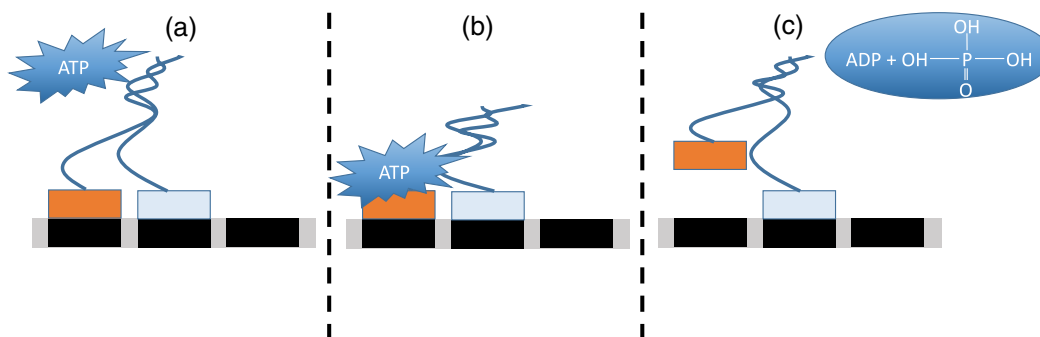 (a)
ATP
(b)
ATP
(c)
OH
ADP + OH—P—OH
O